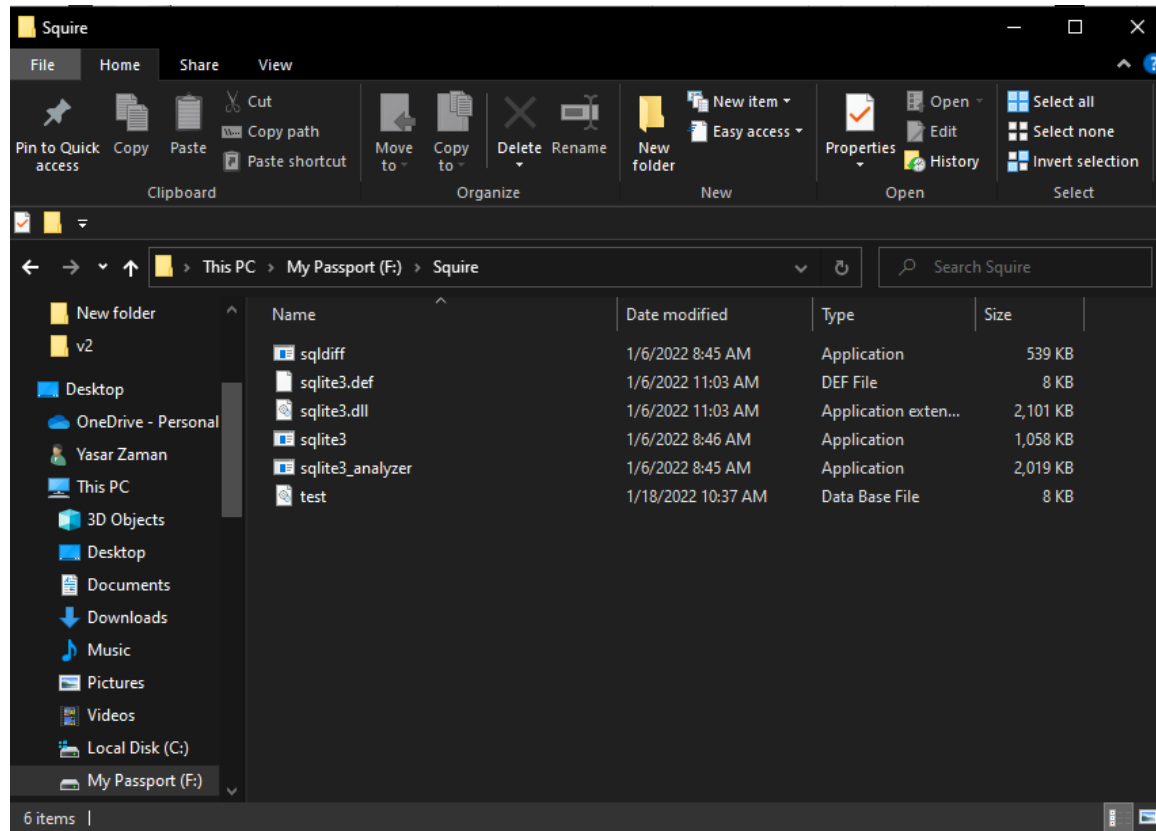 Squire
File Home Share View
Pin to Quick access
Copy
Paste
Cut
Copy path
Paste shortcut
Clipboard
Move to
Copy to
Delete
Rename
Organize
New folder
New item
Easy access
New
Properties
Open
Edit
History
Open
Select all
Select none
Invert selection
Select
This PC > My Passport (F:) > Squire
Search Squire
New folder
v2
Desktop
OneDrive - Personal
Yasar Zaman
This PC
3D Objects
Desktop
Documents
Downloads
Music
Pictures
Videos
Local Disk (C:)
My Passport (F:)
Name Date modified Type Size
sqldiff 1/6/2022 8:45 AM Application 539 KB
sqlite3.def 1/6/2022 11:03 AM DEF File 8 KB
sqlite3.dll 1/6/2022 11:03 AM Application exten... 2,101 KB
sqlite3 1/6/2022 8:46 AM Application 1,058 KB
sqlite3_analyzer 1/6/2022 8:45 AM Application 2,019 KB
test 1/18/2022 10:37 AM Data Base File 8 KB
6 items